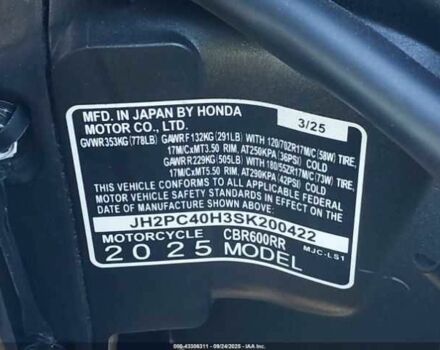 MFD. IN JAPAN BY HONDA
MOTOR CO., LTD.
3/25
GVWR 353KG (778LB) GAWR F 132KG (291LB) WITH 120/70ZR17M/C (58W) TIRE,
17M/CxMT3.50 RIM, AT250KPA (36PSI) COLD
GAWR R 229KG (505LB) WITH 180/55ZR17M/C (73W) TIRE,
17M/CxMT5.50 RIM, AT290KPA (42PSI) COLD
THIS VEHICLE CONFORMS TO ALL APPLICABLE FEDERAL MOTOR
VEHICLE SAFETY STANDARDS IN EFFECT ON THE DATE OF
MANUFACTURE SHOWN ABOVE.
JH2PC40H3SK200422
MOTORCYCLE CBR600RR MJC-LS1
2025 MODEL